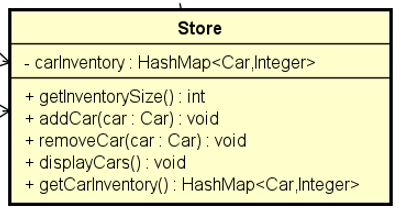 Store
- carInventory : HashMap<Car,Integer>
+ getInventorySize() : int
+ addCar(car : Car) : void
+ removeCar(car : Car) : void
+ displayCars() : void
+ getCarInventory() : HashMap<Car,Integer>